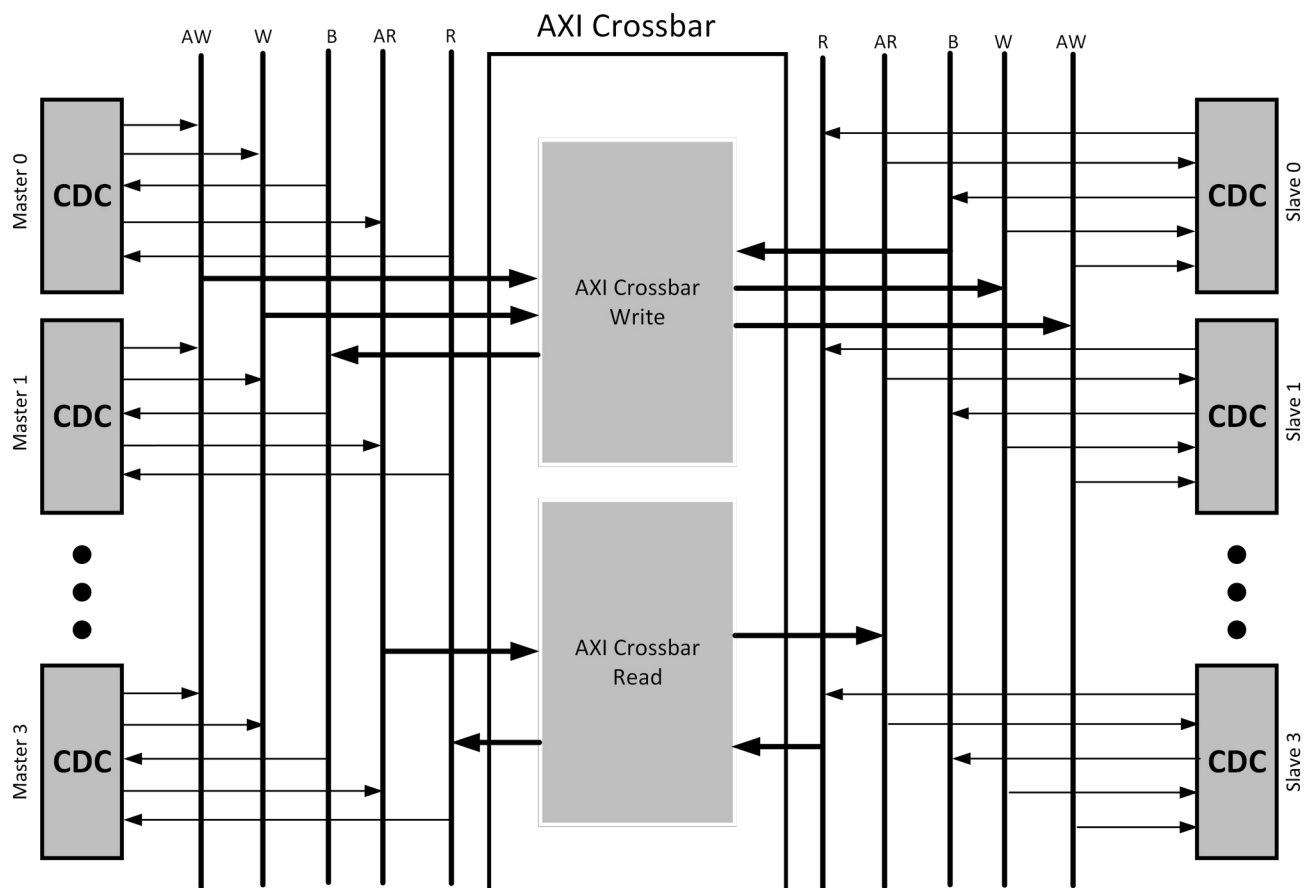 AXI Crossbar
AW W B AR R
R AR B W AW
Master 0
CDC
CDC
Slave 0
AXI Crossbar
Write
Master 1
CDC
CDC
Slave 1
AXI Crossbar
Read
Master 3
CDC
CDC
Slave 3